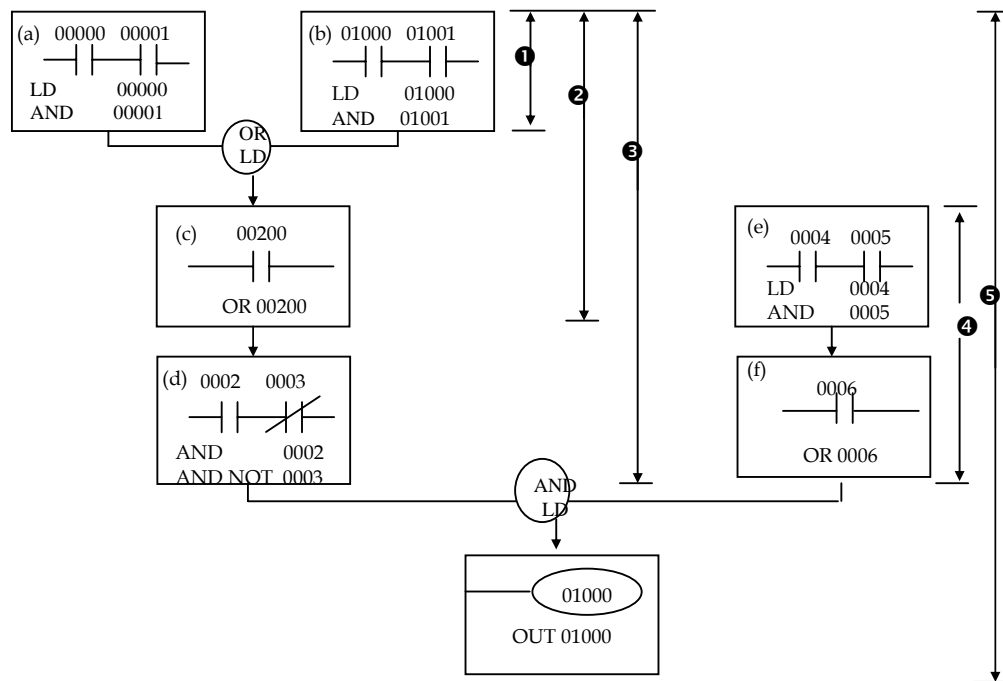 (a) 00000 00001
LD 00000
AND 00001
(b) 01000 01001
LD 01000
AND 01001
❶
❷
❸
OR
LD
(c)
00200
OR 00200
(e)
0004 0005
LD 0004
AND 0005
❹
❺
(d) 0002 0003
AND 0002
AND NOT 0003
(f)
0006
OR 0006
AND
LD
01000
OUT 01000